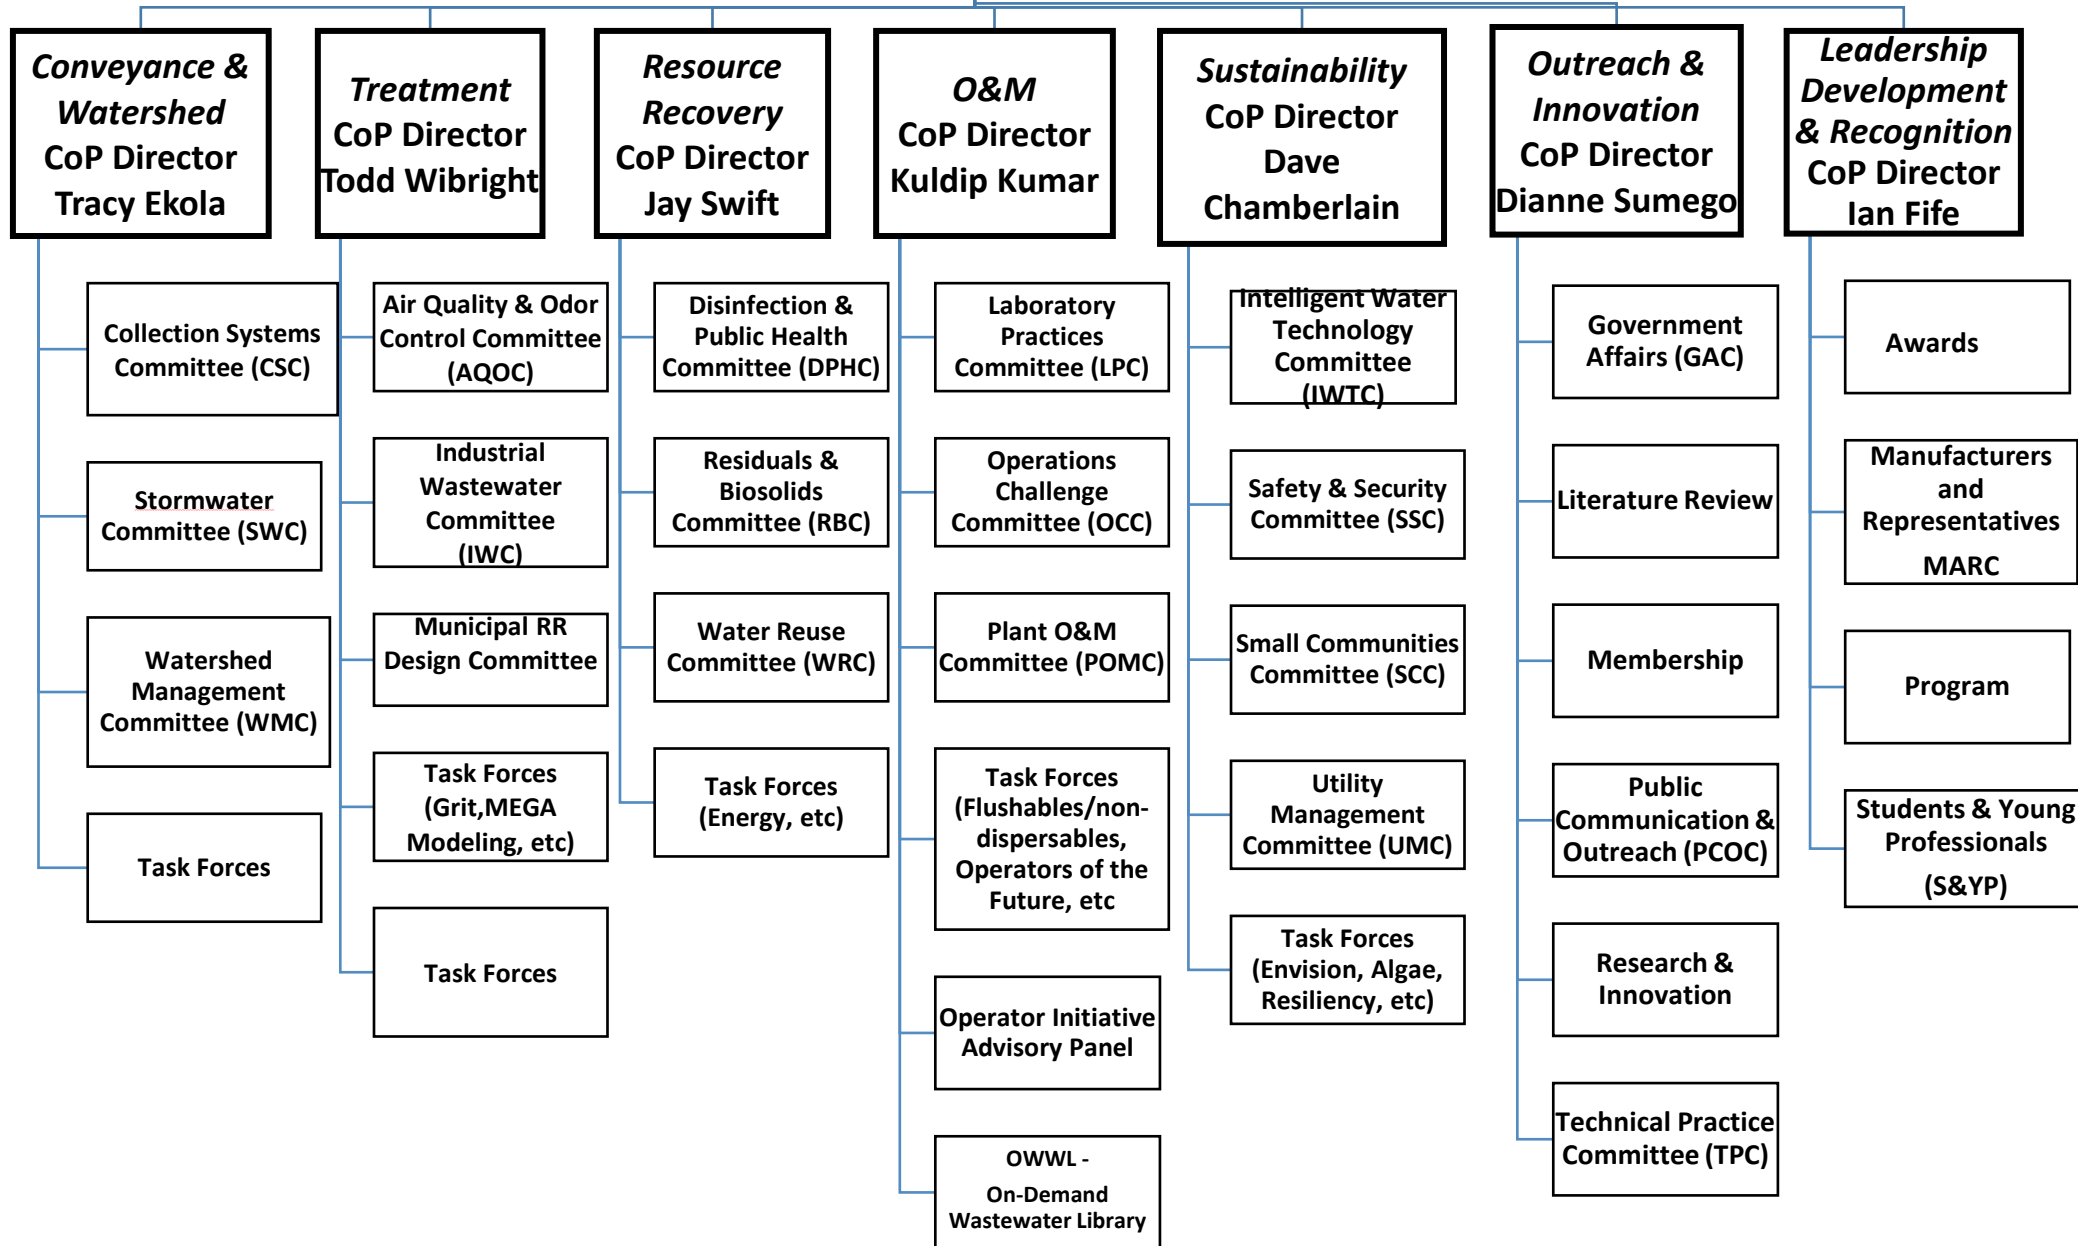 Conveyance &
Watershed
CoP Director
Tracy Ekola
Collection Systems
Committee (CSC)
Stormwater
Committee (SWC)
Watershed
Management
Committee (WMC)
Task Forces
Treatment
CoP Director
Todd Wibright
Air Quality & Odor
Control Committee
(AQOC)
Industrial
Wastewater
Committee
(IWC)
Municipal RR
Design Committee
Task Forces
(Grit,MEGA
Modeling, etc)
Task Forces
Resource
Recovery
CoP Director
Jay Swift
Disinfection &
Public Health
Committee (DPHC)
Residuals &
Biosolids
Committee (RBC)
Water Reuse
Committee (WRC)
Task Forces
(Energy, etc)
O&M
CoP Director
Kuldip Kumar
Laboratory
Practices
Committee (LPC)
Operations
Challenge
Committee (OCC)
Plant O&M
Committee (POMC)
Task Forces
(Flushables/non-
dispersables,
Operators of the
Future, etc
Operator Initiative
Advisory Panel
OWWL -
On-Demand
Wastewater Library
Sustainability
CoP Director
Dave
Chamberlain
Intelligent Water
Technology
Committee
(IWTC)
Safety & Security
Committee (SSC)
Small Communities
Committee (SCC)
Utility
Management
Committee (UMC)
Task Forces
(Envision, Algae,
Resiliency, etc)
Outreach &
Innovation
CoP Director
Dianne Sumego
Government
Affairs (GAC)
Literature Review
Membership
Public
Communication &
Outreach (PCOC)
Research &
Innovation
Technical Practice
Committee (TPC)
Leadership
Development
& Recognition
CoP Director
Ian Fife
Awards
Manufacturers
and
Representatives
MARC
Program
Students & Young
Professionals
(S&YP)